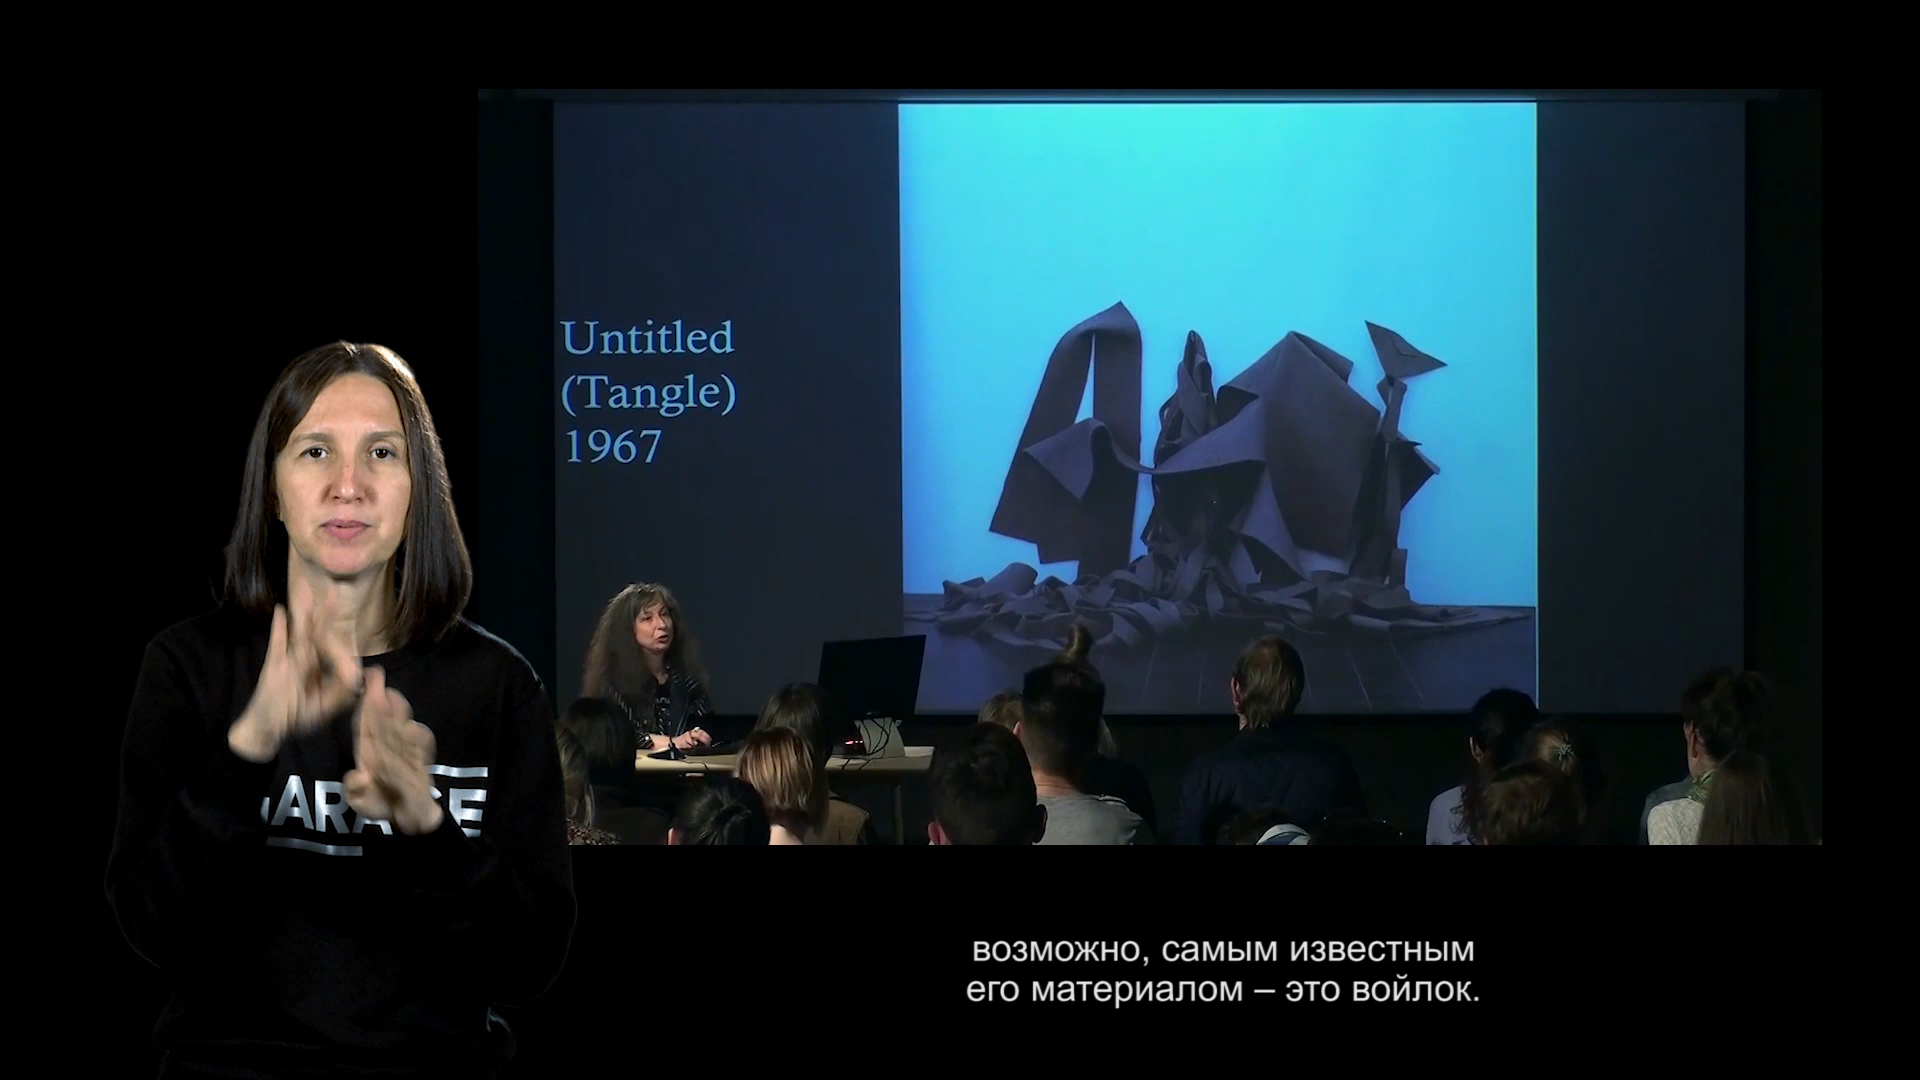 Untitled
(Tangle)
1967
возможно, самым известным
его материалом – это войлок.